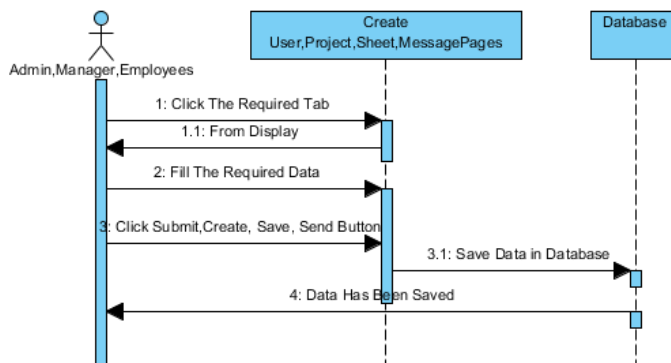 Create
User,Project,Sheet,MessagePages
Database
Admin,Manager,Employees
1: Click The Required Tab
1.1: From Display
2: Fill The Required Data
3: Click Submit,Create, Save, Send Button
3.1: Save Data in Database
4: Data Has Been Saved